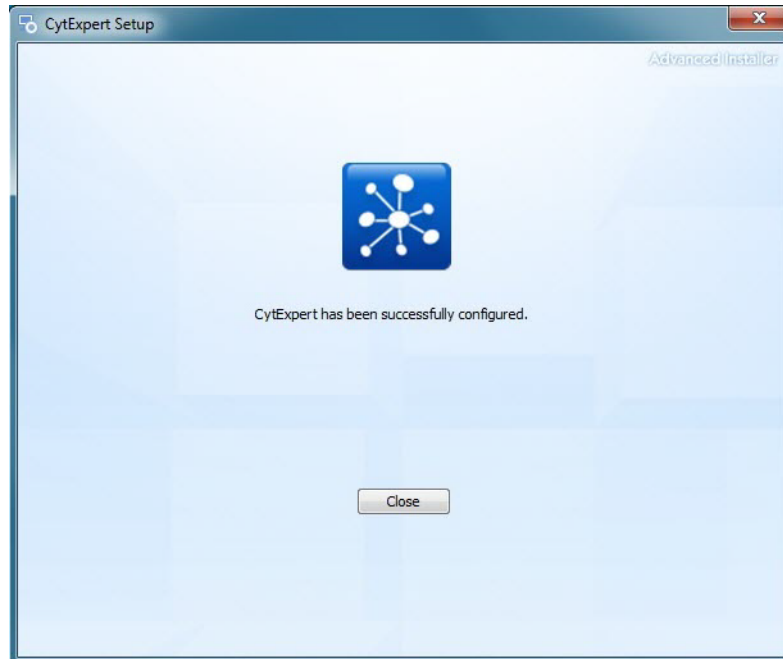 CytExpert Setup
Advanced Installer
CytExpert has been successfully configured.
Close